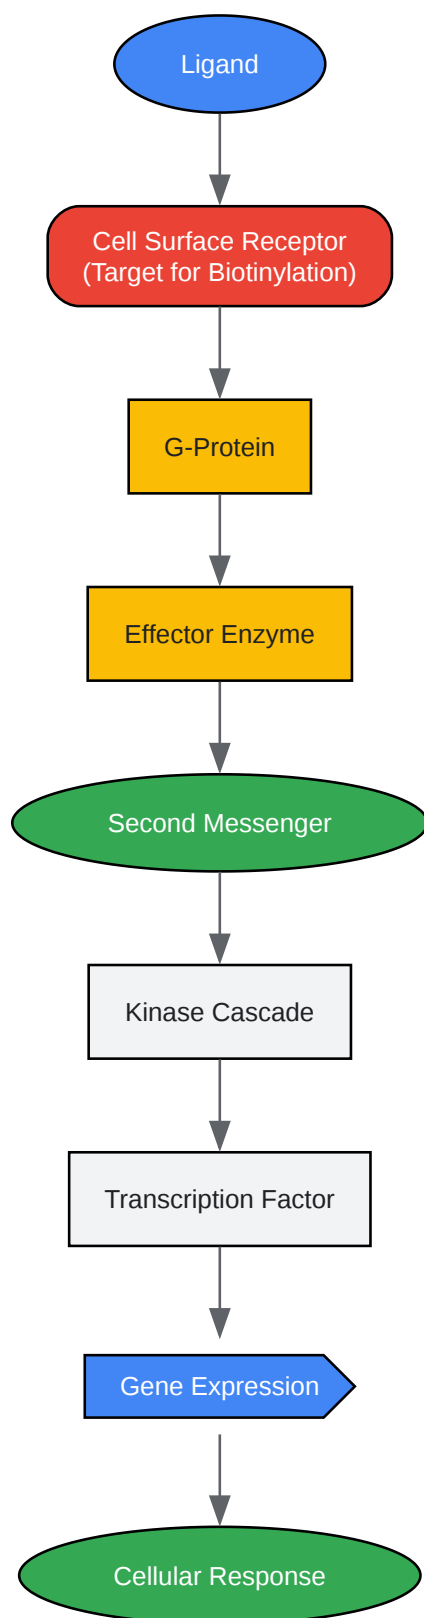 Ligand
Cell Surface Receptor
(Target for Biotinylation)
G-Protein
Effector Enzyme
Second Messenger
Kinase Cascade
Transcription Factor
Gene Expression
Cellular Response